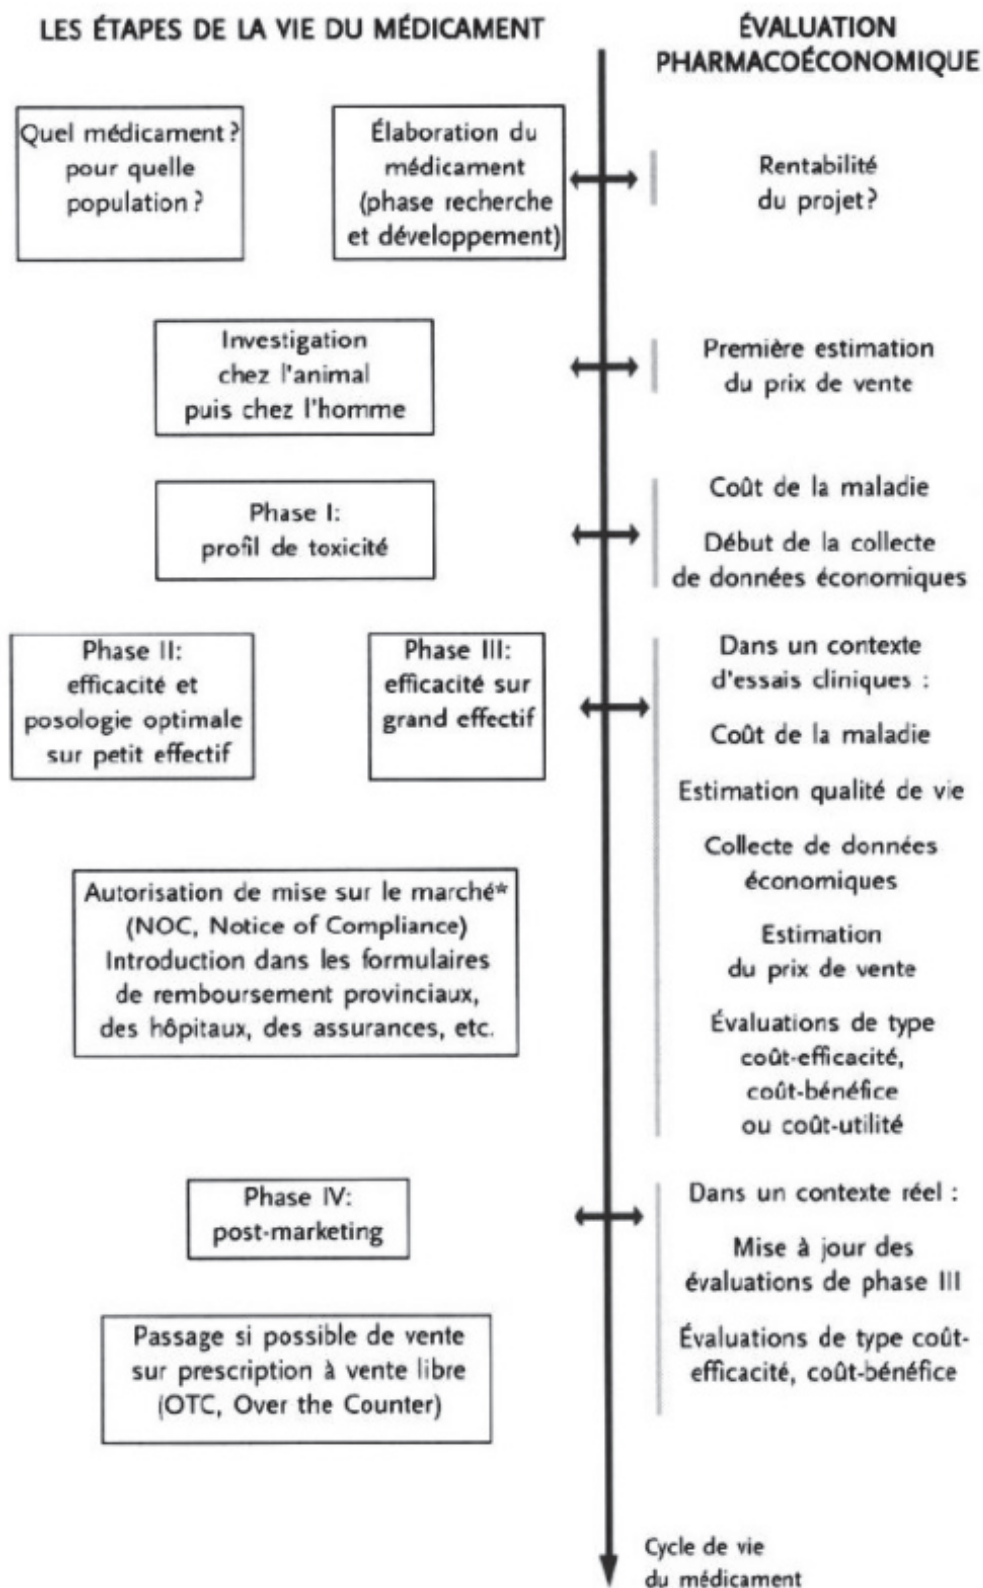 LES ÉTAPES DE LA VIE DU MÉDICAMENT
ÉVALUATION
PHARMACOÉCONOMIQUE
Quel médicament?
pour quelle
population?
Élaboration du
médicament
(phase recherche
et développement)
Rentabilité
du projet?
Investigation
chez l'animal
puis chez l'homme
Première estimation
du prix de vente
Phase I:
profil de toxicité
Coût de la maladie
Début de la collecte
de données économiques
Phase II:
efficacité et
posologie optimale
sur petit effectif
Phase III:
efficacité sur
grand effectif
Dans un contexte
d'essais cliniques :
Coût de la maladie
Estimation qualité de vie
Collecte de données
économiques
Estimation
du prix de vente
Évaluations de type
coût-efficacité,
coût-bénéfice
ou coût-utilité
Autorisation de mise sur le marché*
(NOC, Notice of Compliance)
Introduction dans les formulaires
de remboursement provinciaux,
des hôpitaux, des assurances, etc.
Phase IV:
post-marketing
Dans un contexte réel :
Mise à jour des
évaluations de phase III
Évaluations de type coût-
efficacité, coût-bénéfice
Passage si possible de vente
sur prescription à vente libre
(OTC, Over the Counter)
Cycle de vie
du médicament